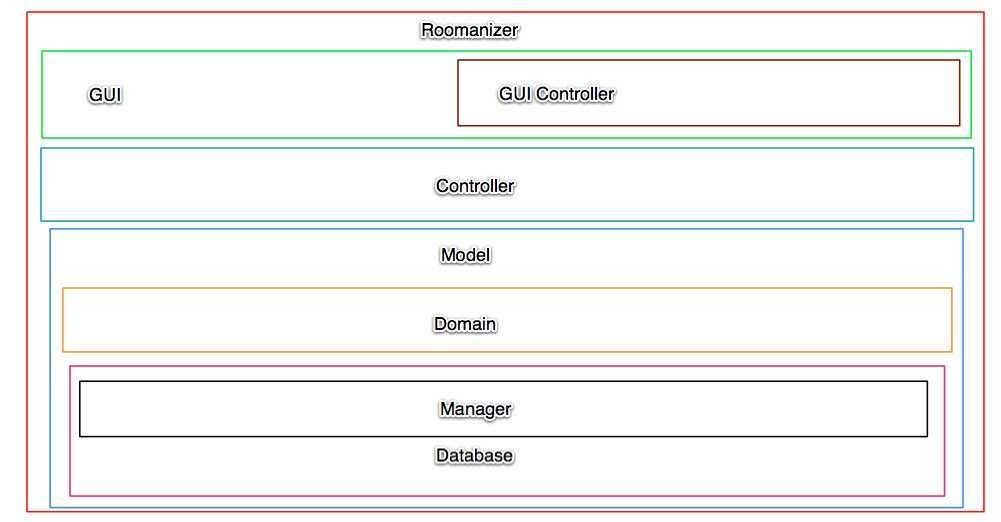 Roomanizer
GUI
GUI Controller
Controller
Model
Domain
Manager
Database